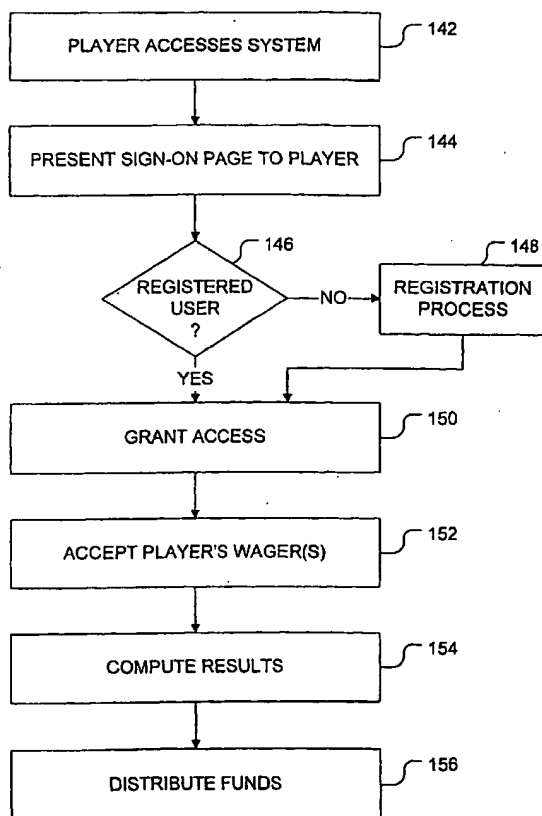 PLAYER ACCESSES SYSTEM
142
PRESENT SIGN-ON PAGE TO PLAYER
144
146
REGISTERED
USER
?
NO
148
REGISTRATION
PROCESS
YES
GRANT ACCESS
150
ACCEPT PLAYER'S WAGER(S)
152
COMPUTE RESULTS
154
DISTRIBUTE FUNDS
156